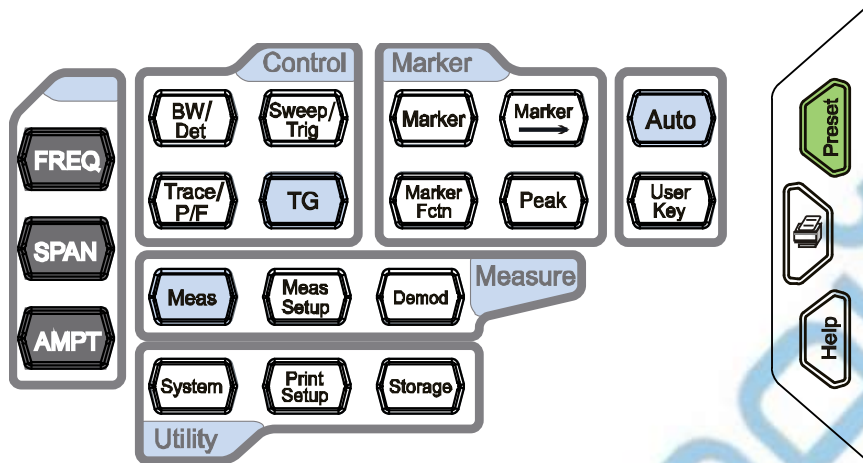 Control
BW/
Det
Sweep/
Trig
Trace/
P/F
TG
Marker
Marker
Marker
Marker
Fctn
Peak
Auto
User
Key
FREQ
SPAN
AMPT
Meas
Meas
Setup
Demod
Measure
System
Print
Setup
Storage
Utility
Preset
Help